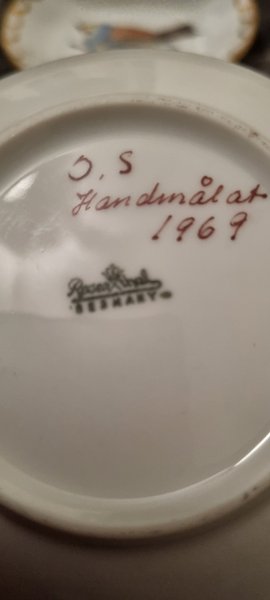 O. S
Handmålat
1969
Rosenthal
GERMANY